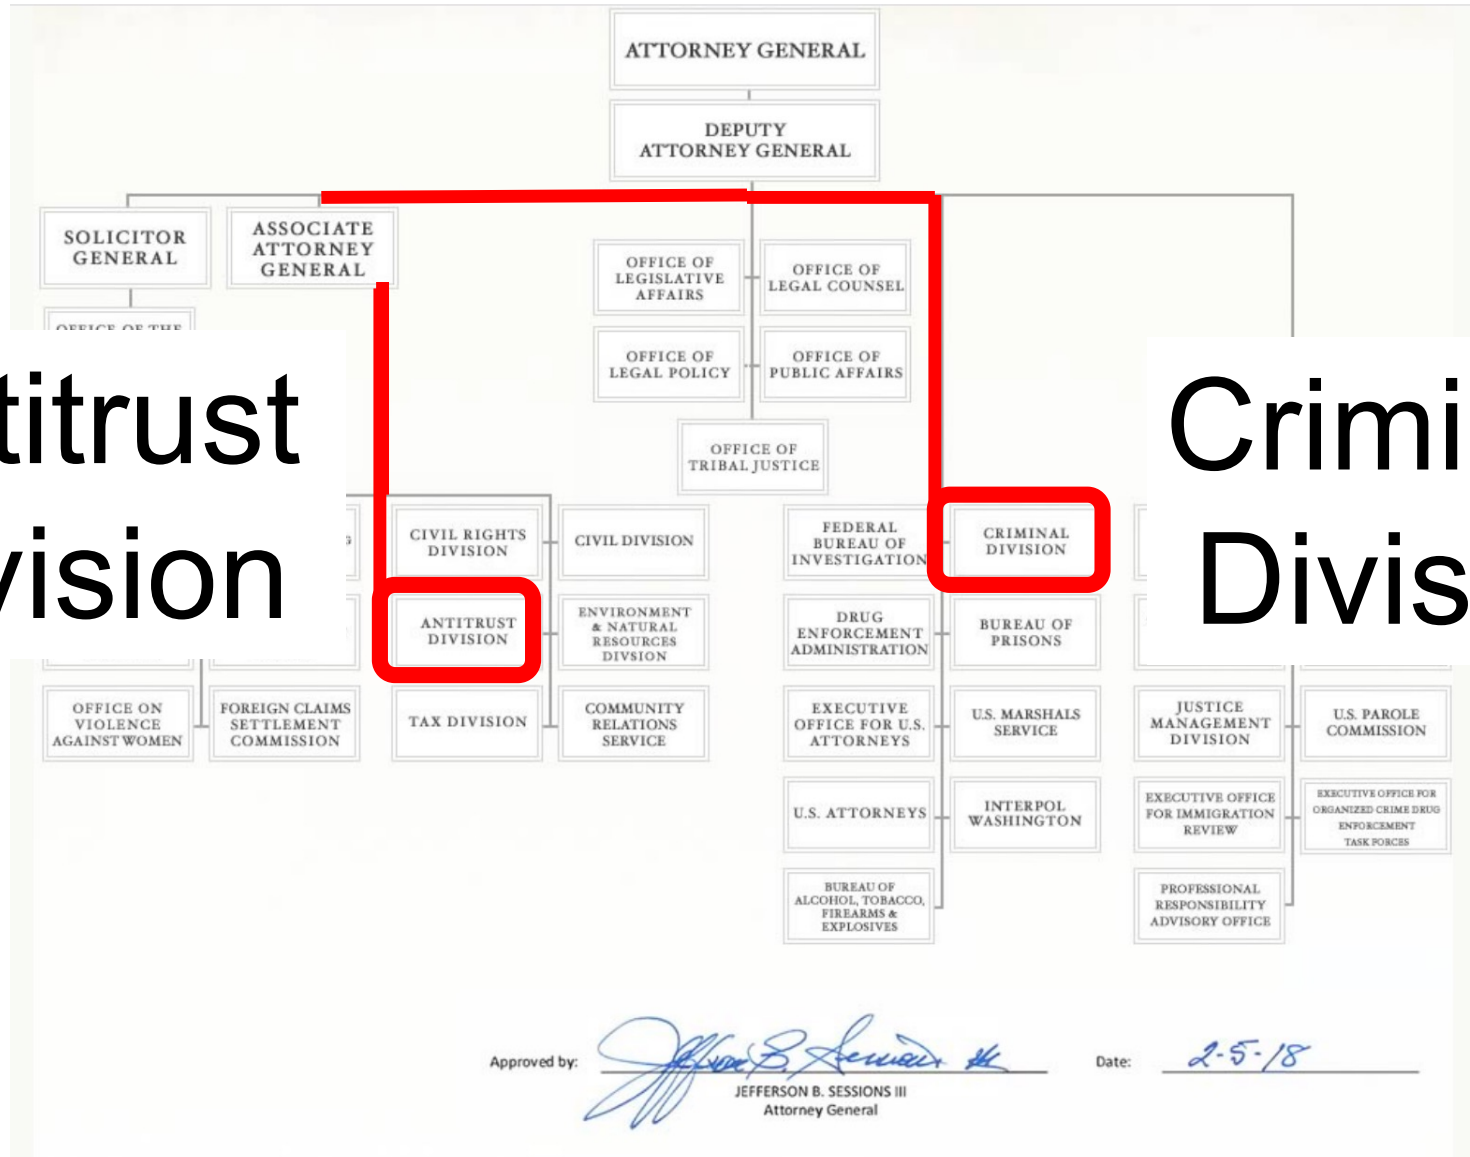 ATTORNEY GENERAL
DEPUTY
ATTORNEY GENERAL
SOLICITOR
GENERAL
ASSOCIATE
ATTORNEY
GENERAL
OFFICE OF
LEGISLATIVE
AFFAIRS
OFFICE OF
LEGAL COUNSEL
OFFICE OF THE
OFFICE OF
LEGAL POLICY
OFFICE OF
PUBLIC AFFAIRS
OFFICE OF
TRIBAL JUSTICE
titrust
vision
Crimi
Divis
CIVIL RIGHTS
DIVISION
CIVIL DIVISION
FEDERAL
BUREAU OF
INVESTIGATION
CRIMINAL
DIVISION
ANTITRUST
DIVISION
ENVIRONMENT
& NATURAL
RESOURCES
DIVSION
DRUG
ENFORCEMENT
ADMINISTRATION
BUREAU OF
PRISONS
OFFICE ON
VIOLENCE
AGAINST WOMEN
FOREIGN CLAIMS
SETTLEMENT
COMMISSION
TAX DIVISION
COMMUNITY
RELATIONS
SERVICE
EXECUTIVE
OFFICE FOR U.S.
ATTORNEYS
U.S. MARSHALS
SERVICE
JUSTICE
MANAGEMENT
DIVISION
U.S. PAROLE
COMMISSION
U.S. ATTORNEYS
INTERPOL
WASHINGTON
EXECUTIVE OFFICE
FOR IMMIGRATION
REVIEW
EXECUTIVE OFFICE FOR
ORGANIZED CRIME DRUG
ENFORCEMENT
TASK FORCES
BUREAU OF
ALCOHOL, TOBACCO,
FIREARMS &
EXPLOSIVES
PROFESSIONAL
RESPONSIBILITY
ADVISORY OFFICE
Approved by:
Date: 2-5-18
JEFFERSON B. SESSIONS III
Attorney General